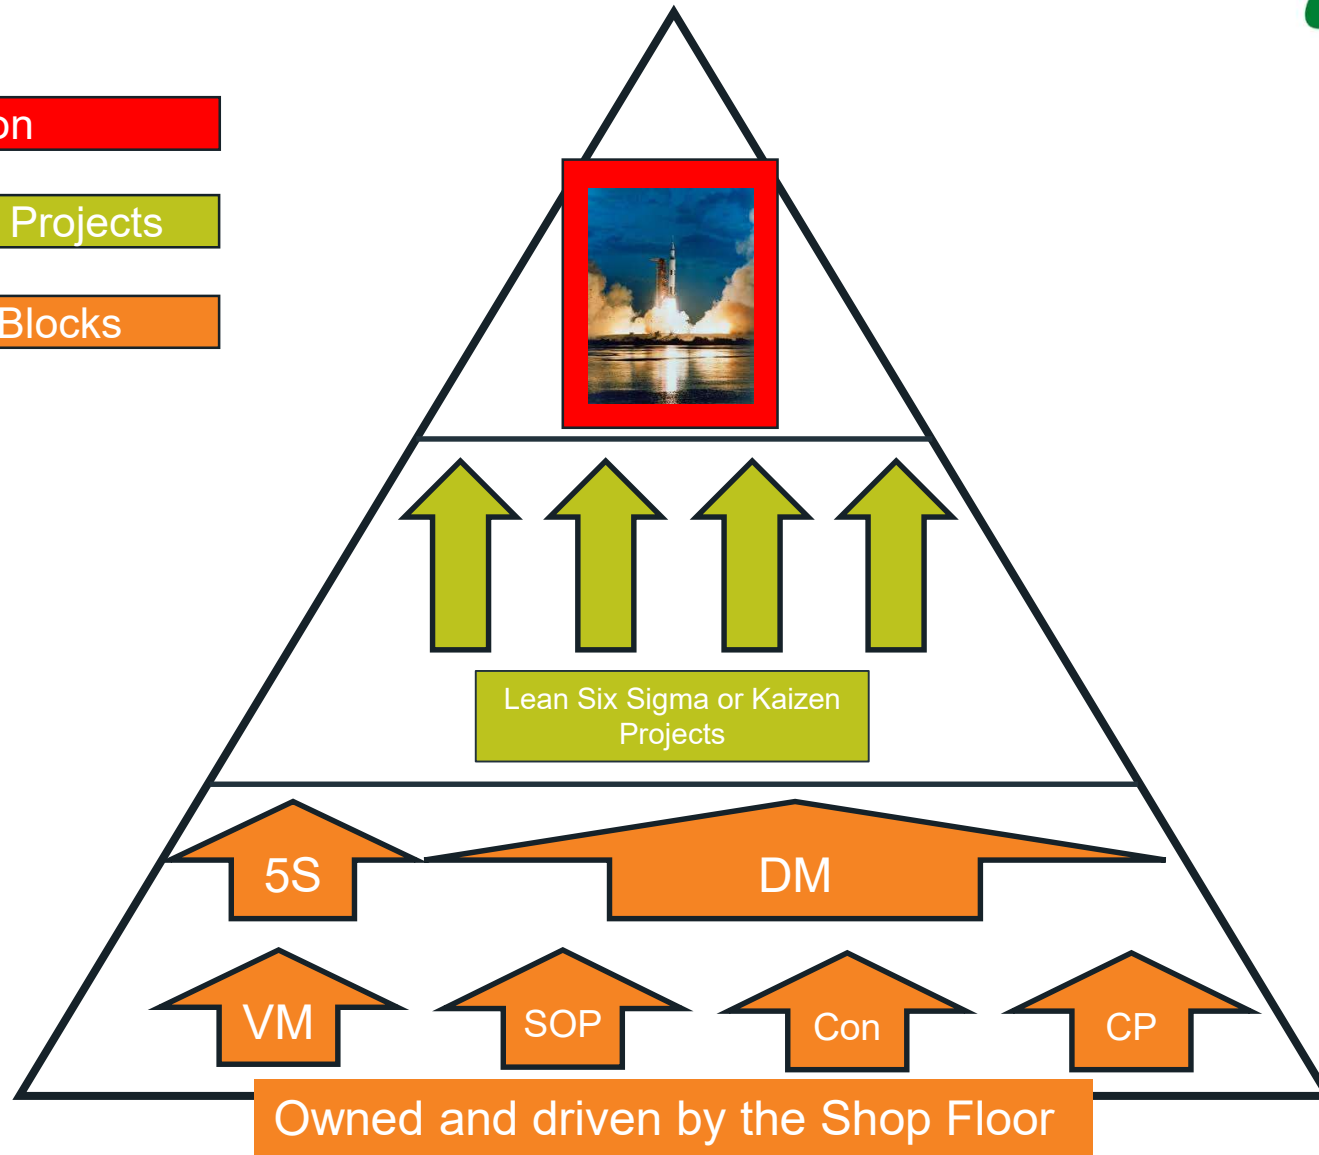 on
Projects
Blocks
Lean Six Sigma or Kaizen
Projects
5S
DM
VM
SOP
Con
CP
Owned and driven by the Shop Floor